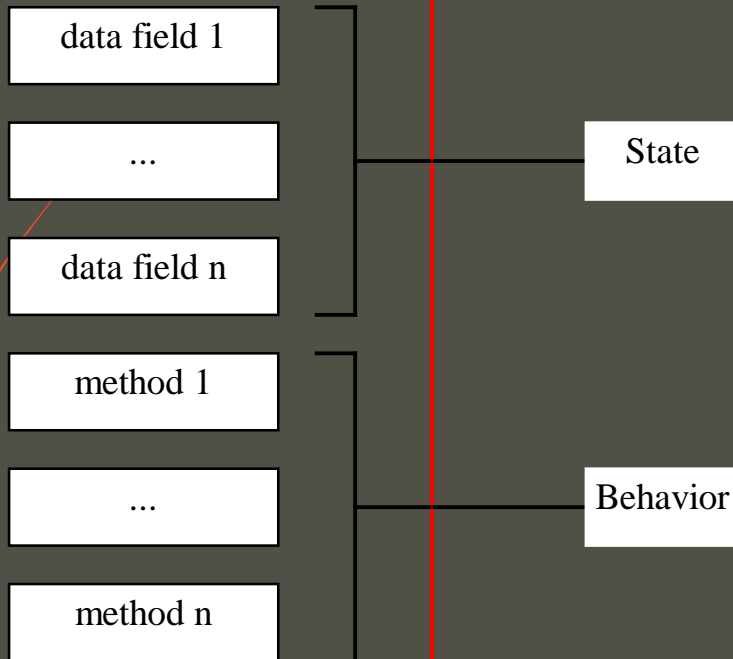 data field 1
...
State
data field n
method 1
...
Behavior
method n